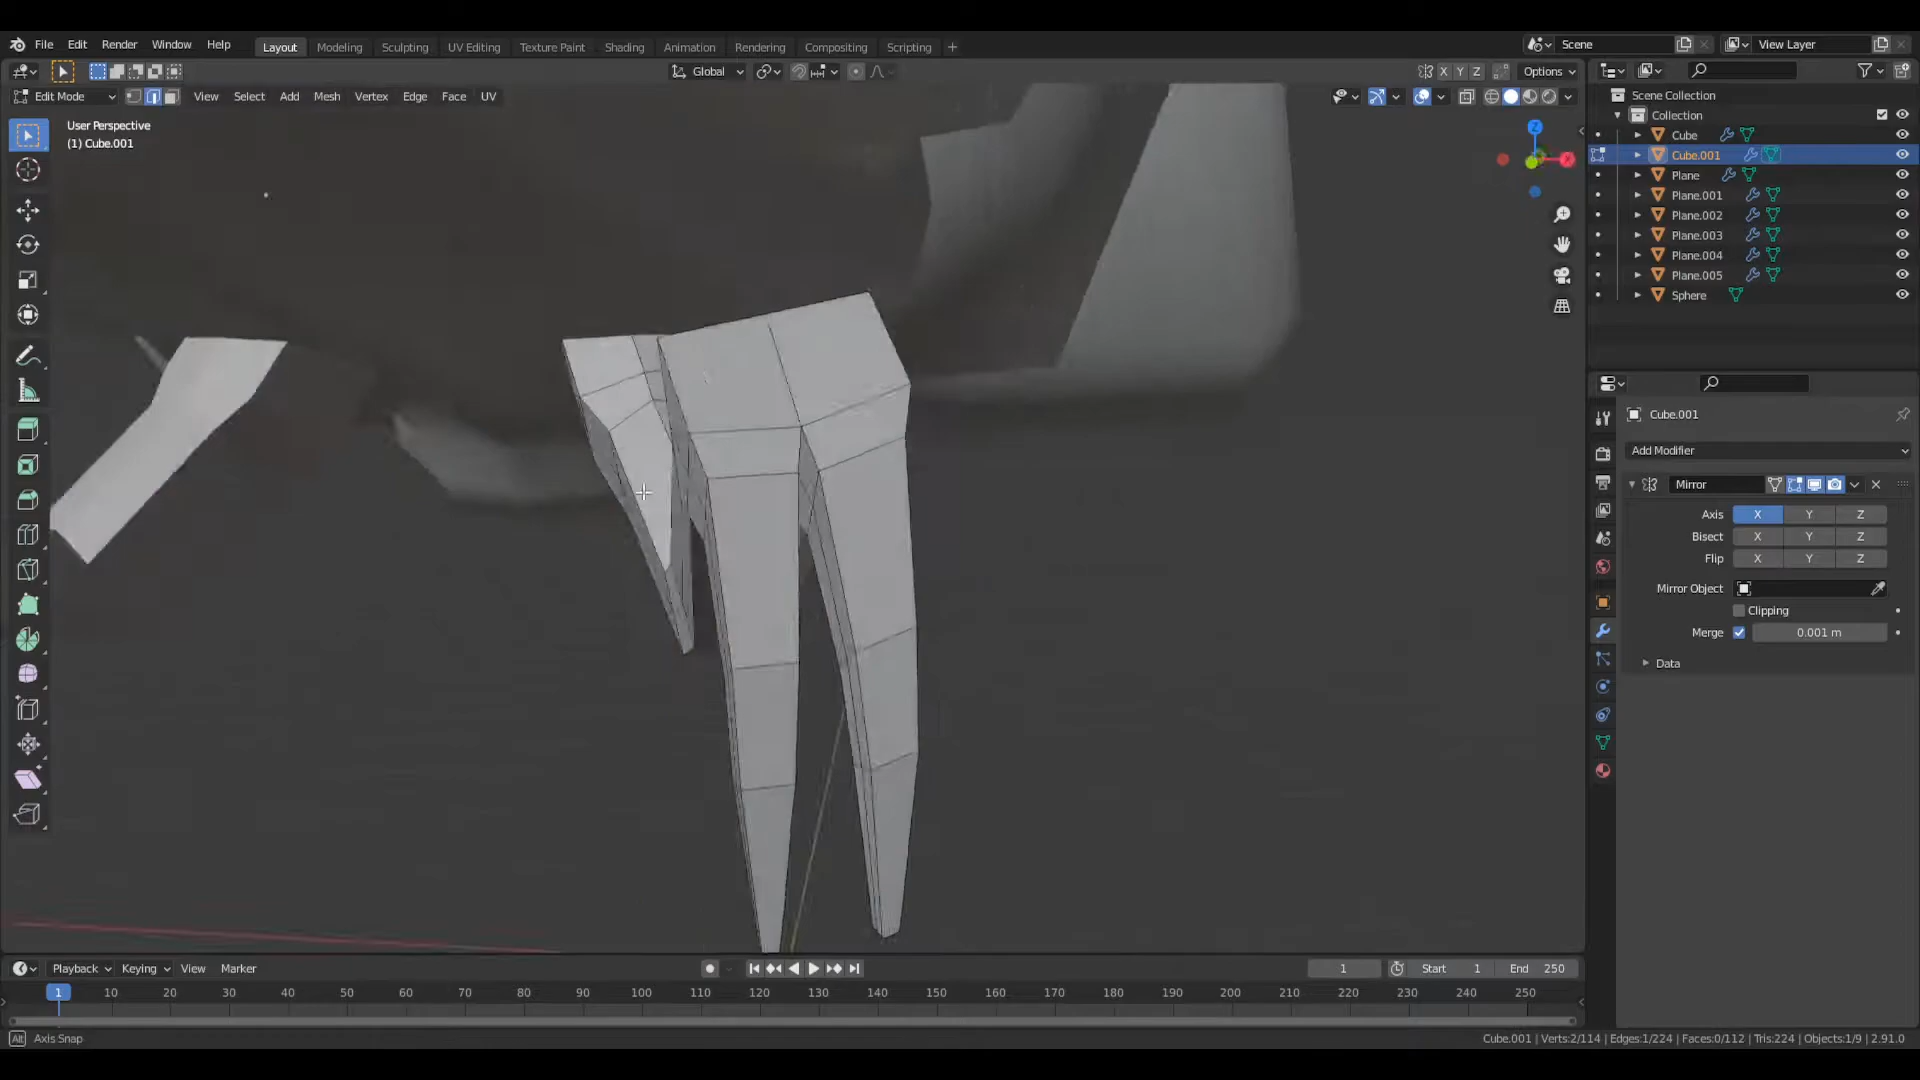 File Edit Render Window Help Layout Modeling Sculpting UV Editing Texture Paint Shading Animation Rendering Compositing Scripting + Scene View Layer
Global X Y Z Options
Edit Mode View Select Add Mesh Vertex Edge Face UV
User Perspective
(1) Cube.001
Z
X
Scene Collection
Collection
Cube
Cube.001
Plane
Plane.001
Plane.002
Plane.003
Plane.004
Plane.005
Sphere
Cube.001
Add Modifier
Mirror
Axis X Y Z
Bisect X Y Z
Flip X Y Z
Mirror Object
Clipping
Merge 0.001 m
Data
Playback Keying View Marker 1 Start 1 End 250
1 10 20 30 40 50 60 70 80 90 100 110 120 130 140 150 160 170 180 190 200 210 220 230 240 250
Alt Axis Snap Cube.001 | Verts:2/114 | Edges:1/224 | Faces:0/112 | Tris:224 | Objects:1/9 | 2.91.0